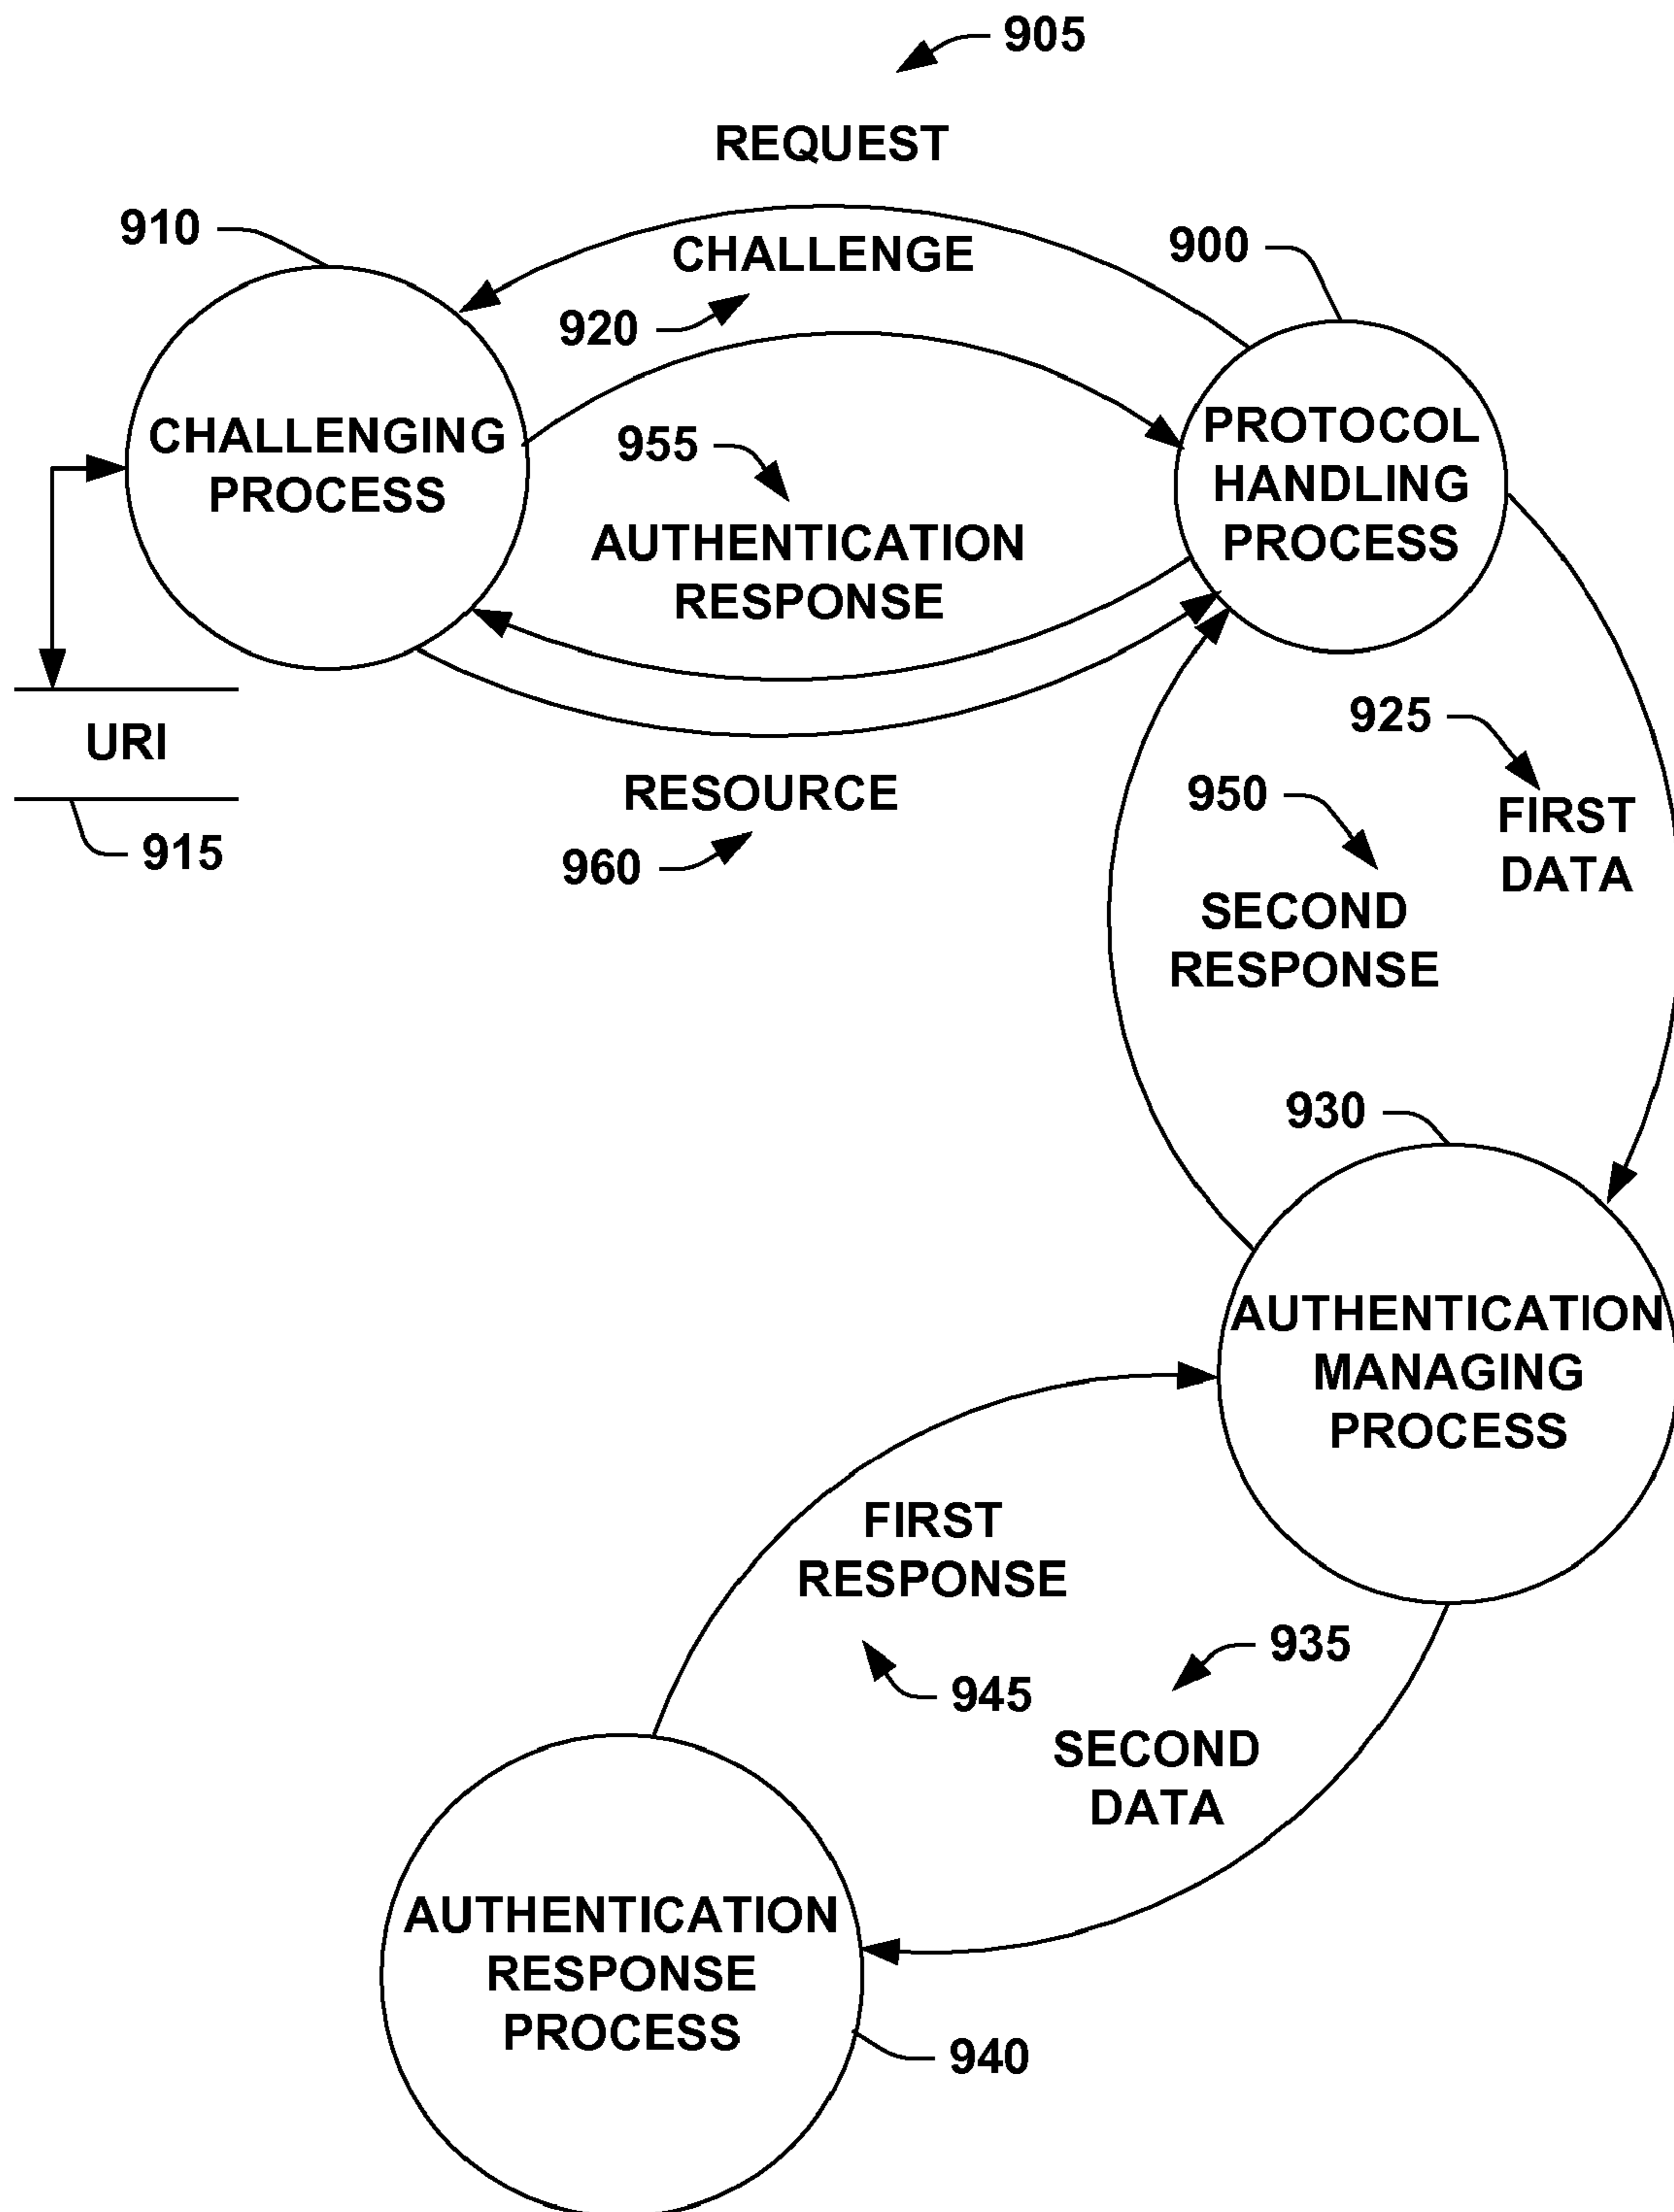 905
REQUEST
910
CHALLENGE
900
920
CHALLENGING
PROCESS
955
PROTOCOL
HANDLING
PROCESS
AUTHENTICATION
RESPONSE
URI
915
RESOURCE
960
925
FIRST
DATA
950
SECOND
RESPONSE
930
AUTHENTICATION
MANAGING
PROCESS
FIRST
RESPONSE
945
935
SECOND
DATA
AUTHENTICATION
RESPONSE
PROCESS
940